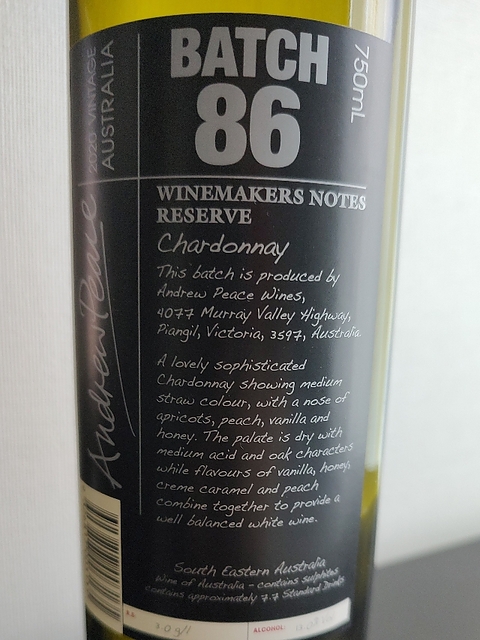 BATCH
86
750mL
2020 VINTAGE
AUSTRALIA
Andrew Peace
WINEMAKERS NOTES
RESERVE
Chardonnay
This batch is produced by
Andrew Peace Wines,
4077 Murray Valley Highway,
Piangil, Victoria, 3597, Australia.
A lovely sophisticated
Chardonnay showing medium
straw colour, with a nose of
apricots, peach, vanilla and
honey. The palate is dry with
medium acid and oak characters
while flavours of vanilla, honey,
creme caramel and peach
combine together to provide a
well balanced white wine.
South Eastern Australia
Wine of Australia - contains sulphites
contains approximately 7.7 Standard Drinks
ALCOHOL: